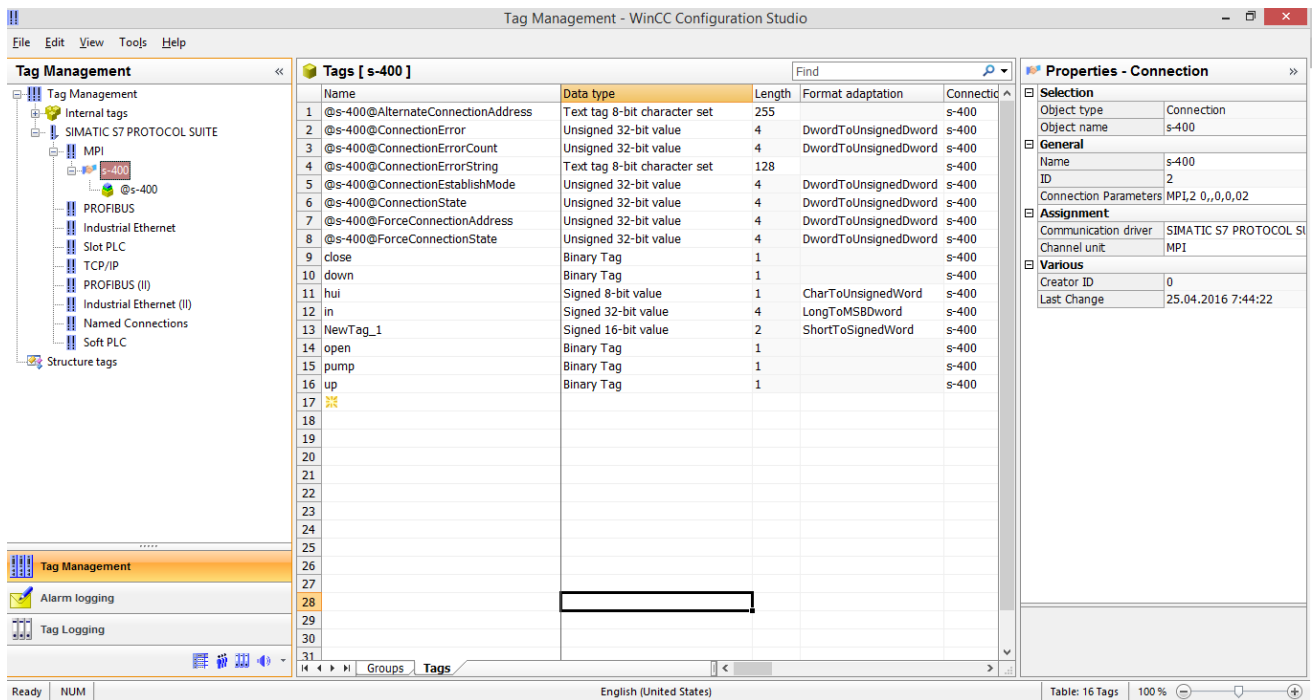 Tag Management - WinCC Configuration Studio
File Edit View Tools Help
Tag Management «
Tag Management
Internal tags
SIMATIC S7 PROTOCOL SUITE
MPI
s-400
@s-400
PROFIBUS
Industrial Ethernet
Slot PLC
TCP/IP
PROFIBUS (II)
Industrial Ethernet (II)
Named Connections
Soft PLC
Structure tags
Tag Management
Alarm logging
Tag Logging
Tags [ s-400 ] Find
Name Data type Length Format adaptation Connectic
1 @s-400@AlternateConnectionAddress Text tag 8-bit character set 255 s-400
2 @s-400@ConnectionError Unsigned 32-bit value 4 DwordToUnsignedDword s-400
3 @s-400@ConnectionErrorCount Unsigned 32-bit value 4 DwordToUnsignedDword s-400
4 @s-400@ConnectionErrorString Text tag 8-bit character set 128 s-400
5 @s-400@ConnectionEstablishMode Unsigned 32-bit value 4 DwordToUnsignedDword s-400
6 @s-400@ConnectionState Unsigned 32-bit value 4 DwordToUnsignedDword s-400
7 @s-400@ForceConnectionAddress Unsigned 32-bit value 4 DwordToUnsignedDword s-400
8 @s-400@ForceConnectionState Unsigned 32-bit value 4 DwordToUnsignedDword s-400
9 close Binary Tag 1 s-400
10 down Binary Tag 1 s-400
11 hui Signed 8-bit value 1 CharToUnsignedWord s-400
12 in Signed 32-bit value 4 LongToMSBDword s-400
13 NewTag_1 Signed 16-bit value 2 ShortToSignedWord s-400
14 open Binary Tag 1 s-400
15 pump Binary Tag 1 s-400
16 up Binary Tag 1 s-400
17
18
19
20
21
22
23
24
25
26
27
28
29
30
31
Groups Tags
Properties - Connection »
Selection
Object type Connection
Object name s-400
General
Name s-400
ID 2
Connection Parameters MPI,2 0,,0,0,02
Assignment
Communication driver SIMATIC S7 PROTOCOL SU
Channel unit MPI
Various
Creator ID 0
Last Change 25.04.2016 7:44:22
Ready NUM English (United States) Table: 16 Tags 100 %